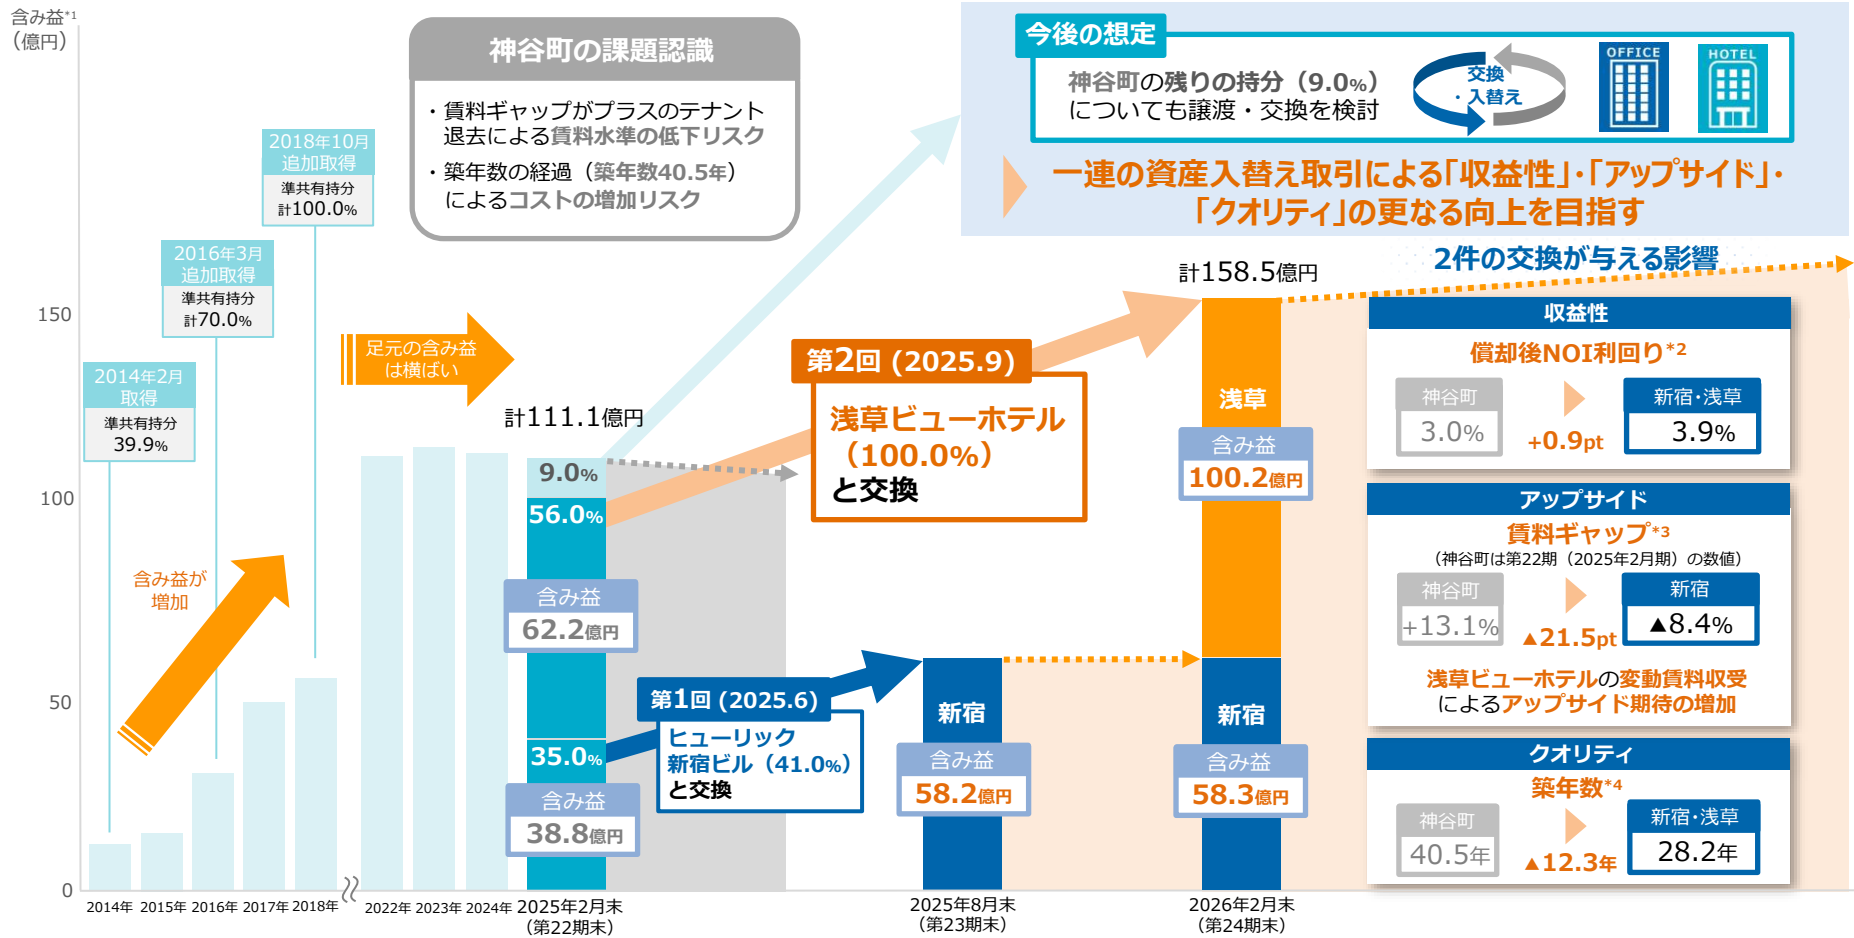 含み益*1
（億円）
150
100
50
0
2014年2月
取得
準共有持分
39.9%
2016年3月
追加取得
準共有持分
計70.0%
2018年10月
追加取得
準共有持分
計100.0%
含み益が
増加
足元の含み益
は横ばい
神谷町の課題認識
・賃料ギャップがプラスのテナント
退去による賃料水準の低下リスク
・築年数の経過（築年数40.5年）
によるコストの増加リスク
今後の想定
神谷町の残りの持分（9.0%）
についても譲渡・交換を検討
交換
・入替え
OFFICE
HOTEL
一連の資産入替え取引による「収益性」・「アップサイド」・
「クオリティ」の更なる向上を目指す
計111.1億円
9.0%
56.0%
含み益
62.2億円
35.0%
含み益
38.8億円
第1回 (2025.6)
ヒューリック
新宿ビル（41.0%）
と交換
第2回 (2025.9)
浅草ビューホテル
（100.0%）
と交換
新宿
含み益
58.2億円
計158.5億円
浅草
含み益
100.2億円
新宿
含み益
58.3億円
2件の交換が与える影響
収益性
償却後NOI利回り*2
神谷町
3.0%
+0.9pt
新宿・浅草
3.9%
アップサイド
賃料ギャップ*3
（神谷町は第22期（2025年2月期）の数値）
神谷町
+13.1%
▲21.5pt
新宿
▲8.4%
浅草ビューホテルの変動賃料収受
によるアップサイド期待の増加
クオリティ
築年数*4
神谷町
40.5年
▲12.3年
新宿・浅草
28.2年
2014年
2015年
2016年
2017年
2018年
2022年
2023年
2024年
2025年2月末
（第22期末）
2025年8月末
（第23期末）
2026年2月末
（第24期末）